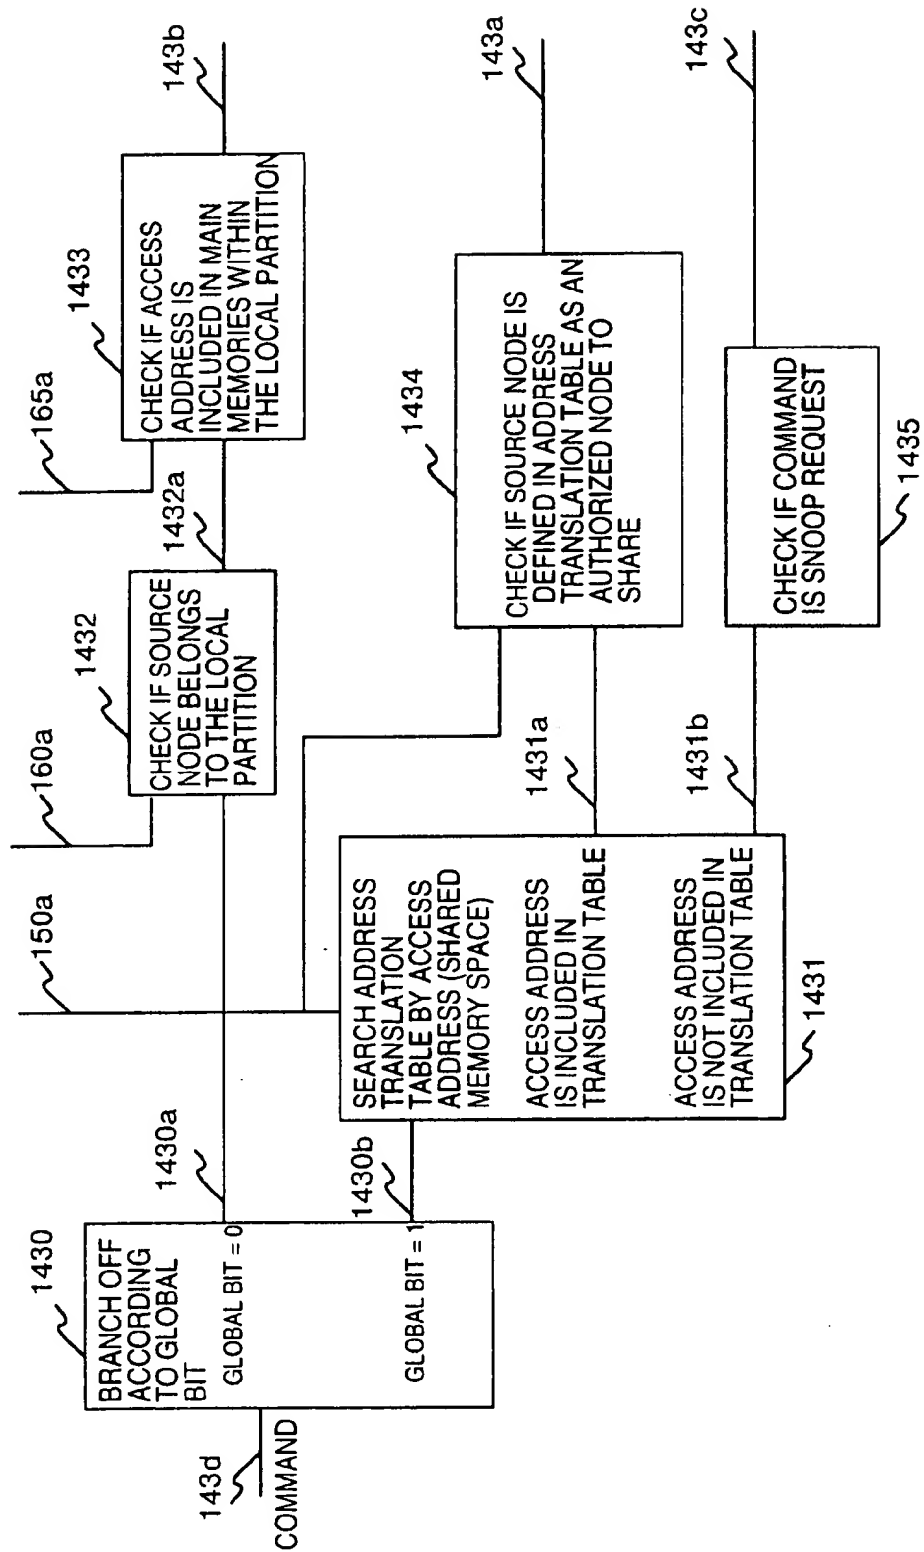 143d
COMMAND
1430
BRANCH OFF
ACCORDING
TO GLOBAL
BIT
GLOBAL BIT = 0
GLOBAL BIT = 1
1430a
1430b
150a
160a
165a
1432
CHECK IF SOURCE
NODE BELONGS
TO THE LOCAL
PARTITION
1432a
1433
CHECK IF ACCESS
ADDRESS IS
INCLUDED IN MAIN
MEMORIES WITHIN
THE LOCAL PARTITION
143b
SEARCH ADDRESS
TRANSLATION
TABLE BY ACCESS
ADDRESS (SHARED
MEMORY SPACE)
ACCESS ADDRESS
IS INCLUDED IN
TRANSLATION TABLE
ACCESS ADDRESS
IS NOT INCLUDED IN
TRANSLATION TABLE
1431
1431a
1431b
1434
CHECK IF SOURCE NODE IS
DEFINED IN ADDRESS
TRANSLATION TABLE AS AN
AUTHORIZED NODE TO
SHARE
143a
CHECK IF COMMAND
IS SNOOP REQUEST
1435
143c